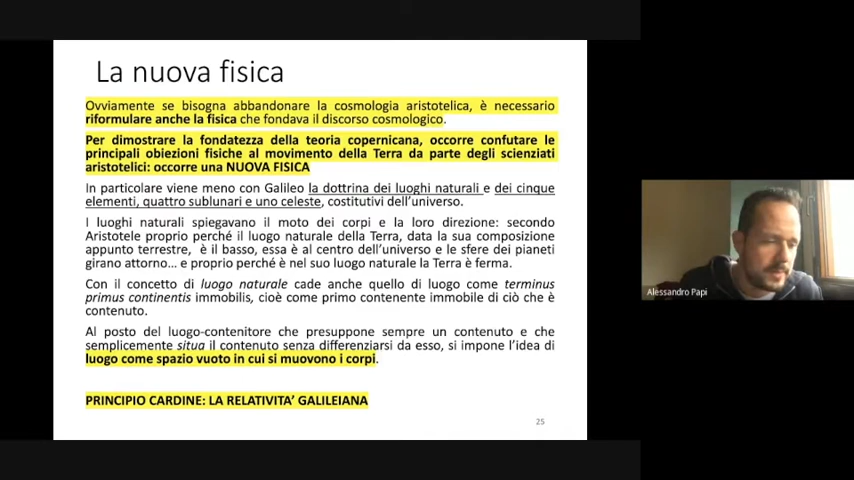 La nuova fisica
Ovviamente se bisogna abbandonare la cosmologia aristotelica, è necessario
riformulare anche la fisica che fondava il discorso cosmologico.
Per dimostrare la fondatezza della teoria copernicana, occorre confutare le
principali obiezioni fisiche al movimento della Terra da parte degli scienziati
aristotelici: occorre una NUOVA FISICA
In particolare viene meno con Galileo la dottrina dei luoghi naturali e dei cinque
elementi, quattro sublunari e uno celeste, costitutivi dell'universo.
I luoghi naturali spiegavano il moto dei corpi e la loro direzione: secondo
Aristotele proprio perché il luogo naturale della Terra, data la sua composizione
appunto terrestre, è il basso, essa è al centro dell'universo e le sfere dei pianeti
girano attorno... e proprio perché è nel suo luogo naturale la Terra è ferma.
Con il concetto di luogo naturale cade anche quello di luogo come terminus
primus continentis immobilis, cioè come primo contenente immobile di ciò che è
contenuto.
Al posto del luogo-contenitore che presuppone sempre un contenuto e che
semplicemente situa il contenuto senza differenziarsi da esso, si impone l'idea di
luogo come spazio vuoto in cui si muovono i corpi.
PRINCIPIO CARDINE: LA RELATIVITA' GALILEIANA
25
Alessandro Papi